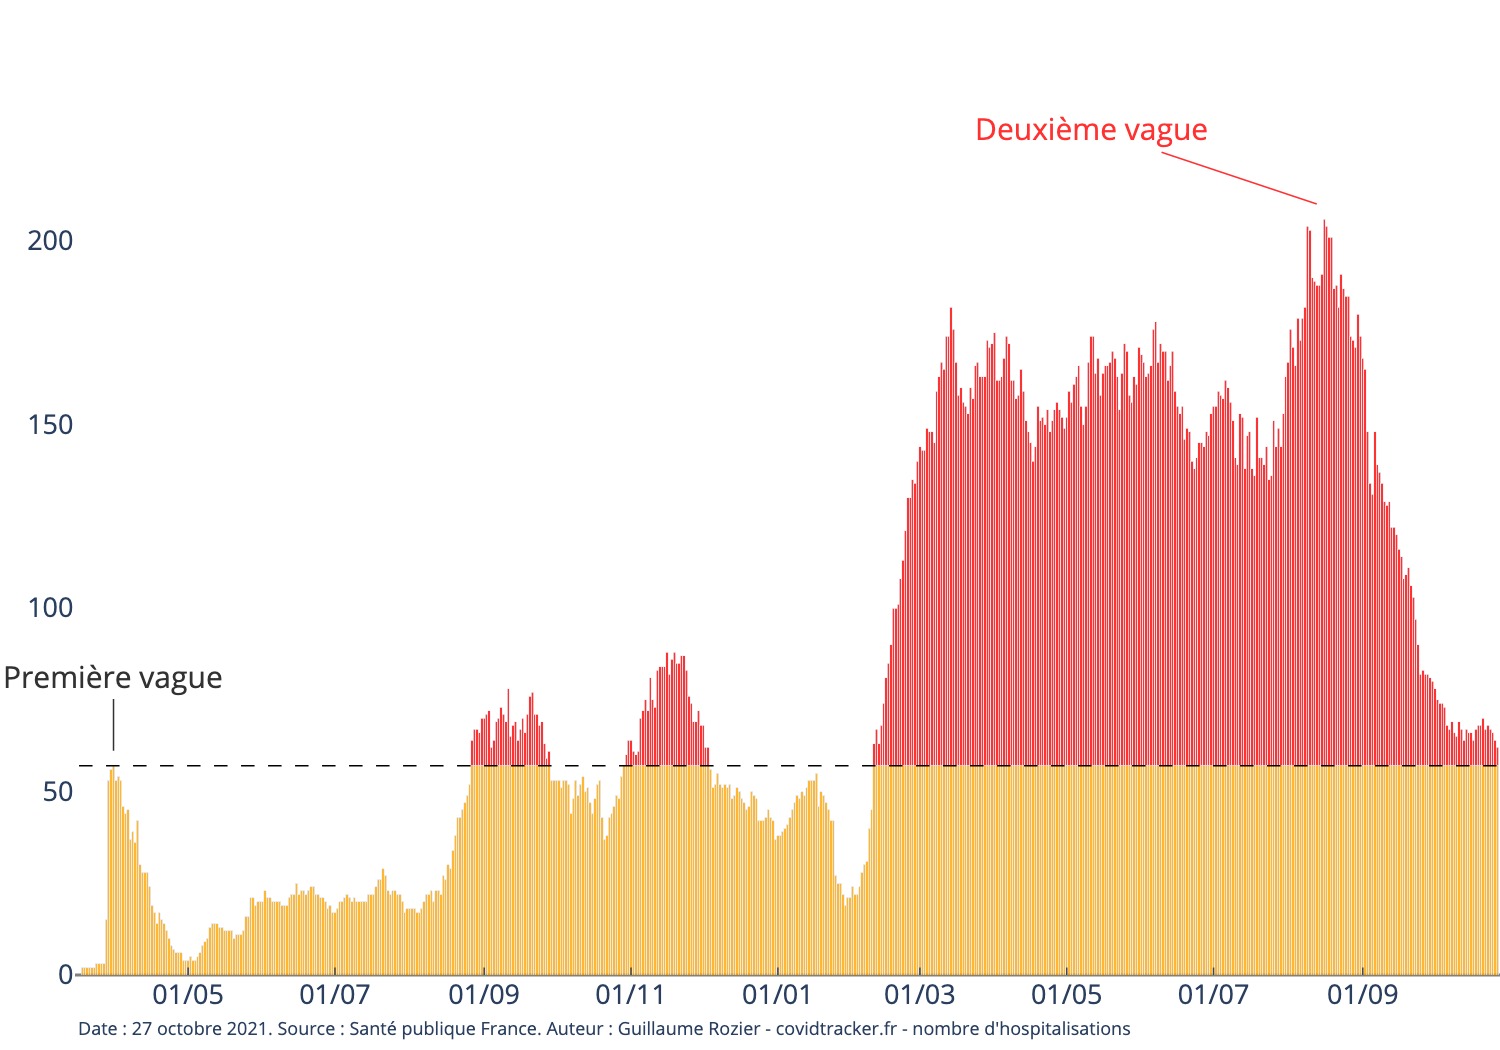 Deuxième vague
200
150
100
Première vague
50
0
01/05 01/07 01/09 01/11 01/01 01/03 01/05 01/07 01/09
Date : 27 octobre 2021. Source : Santé publique France. Auteur : Guillaume Rozier - covidtracker.fr - nombre d'hospitalisations